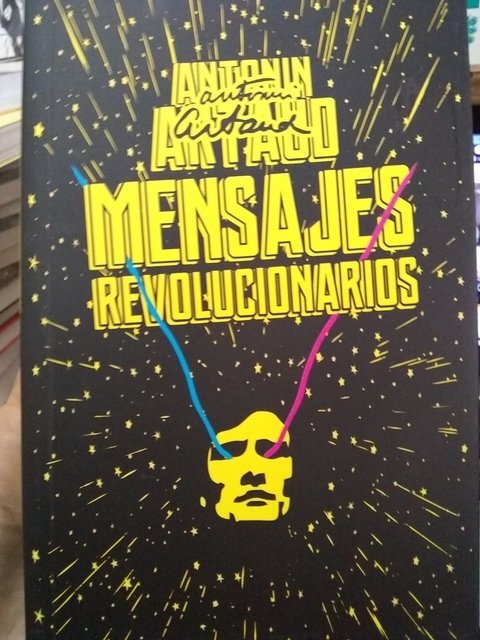 ANTONIN
antonin
artaud
ARTAUD
MENSAJES
REVOLUCIONARIOS